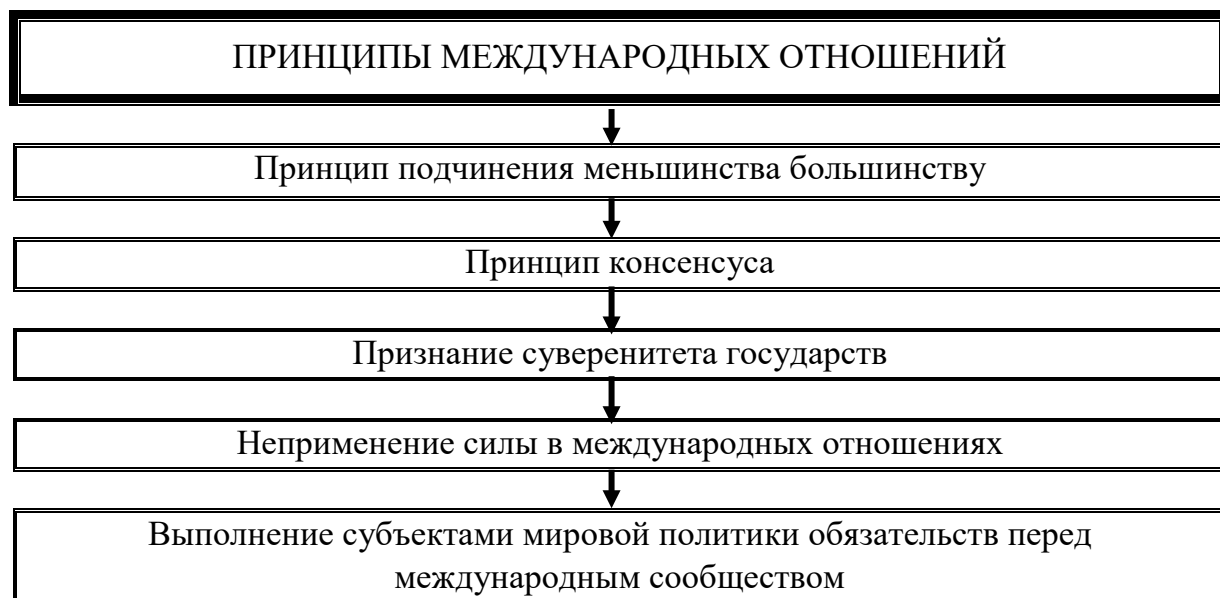 ПРИНЦИПЫ МЕЖДУНАРОДНЫХ ОТНОШЕНИЙ
Принцип подчинения меньшинства большинству
Принцип консенсуса
Признание суверенитета государств
Неприменение силы в международных отношениях
Выполнение субъектами мировой политики обязательств перед
международным сообществом